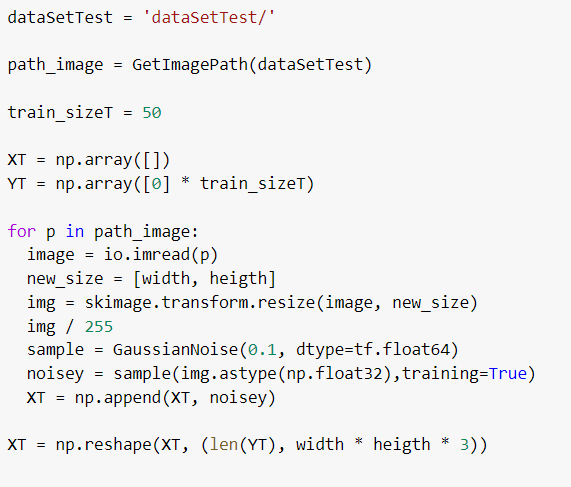 dataSetTest = 'dataSetTest/'
path_image = GetImagePath(dataSetTest)
train_sizeT = 50
XT = np.array([])
YT = np.array([0] * train_sizeT)
for p in path_image:
  image = io.imread(p)
  new_size = [width, heigth]
  img = skimage.transform.resize(image, new_size)
  img / 255
  sample = GaussianNoise(0.1, dtype=tf.float64)
  noisey = sample(img.astype(np.float32),training=True)
  XT = np.append(XT, noisey)
XT = np.reshape(XT, (len(YT), width * heigth * 3))